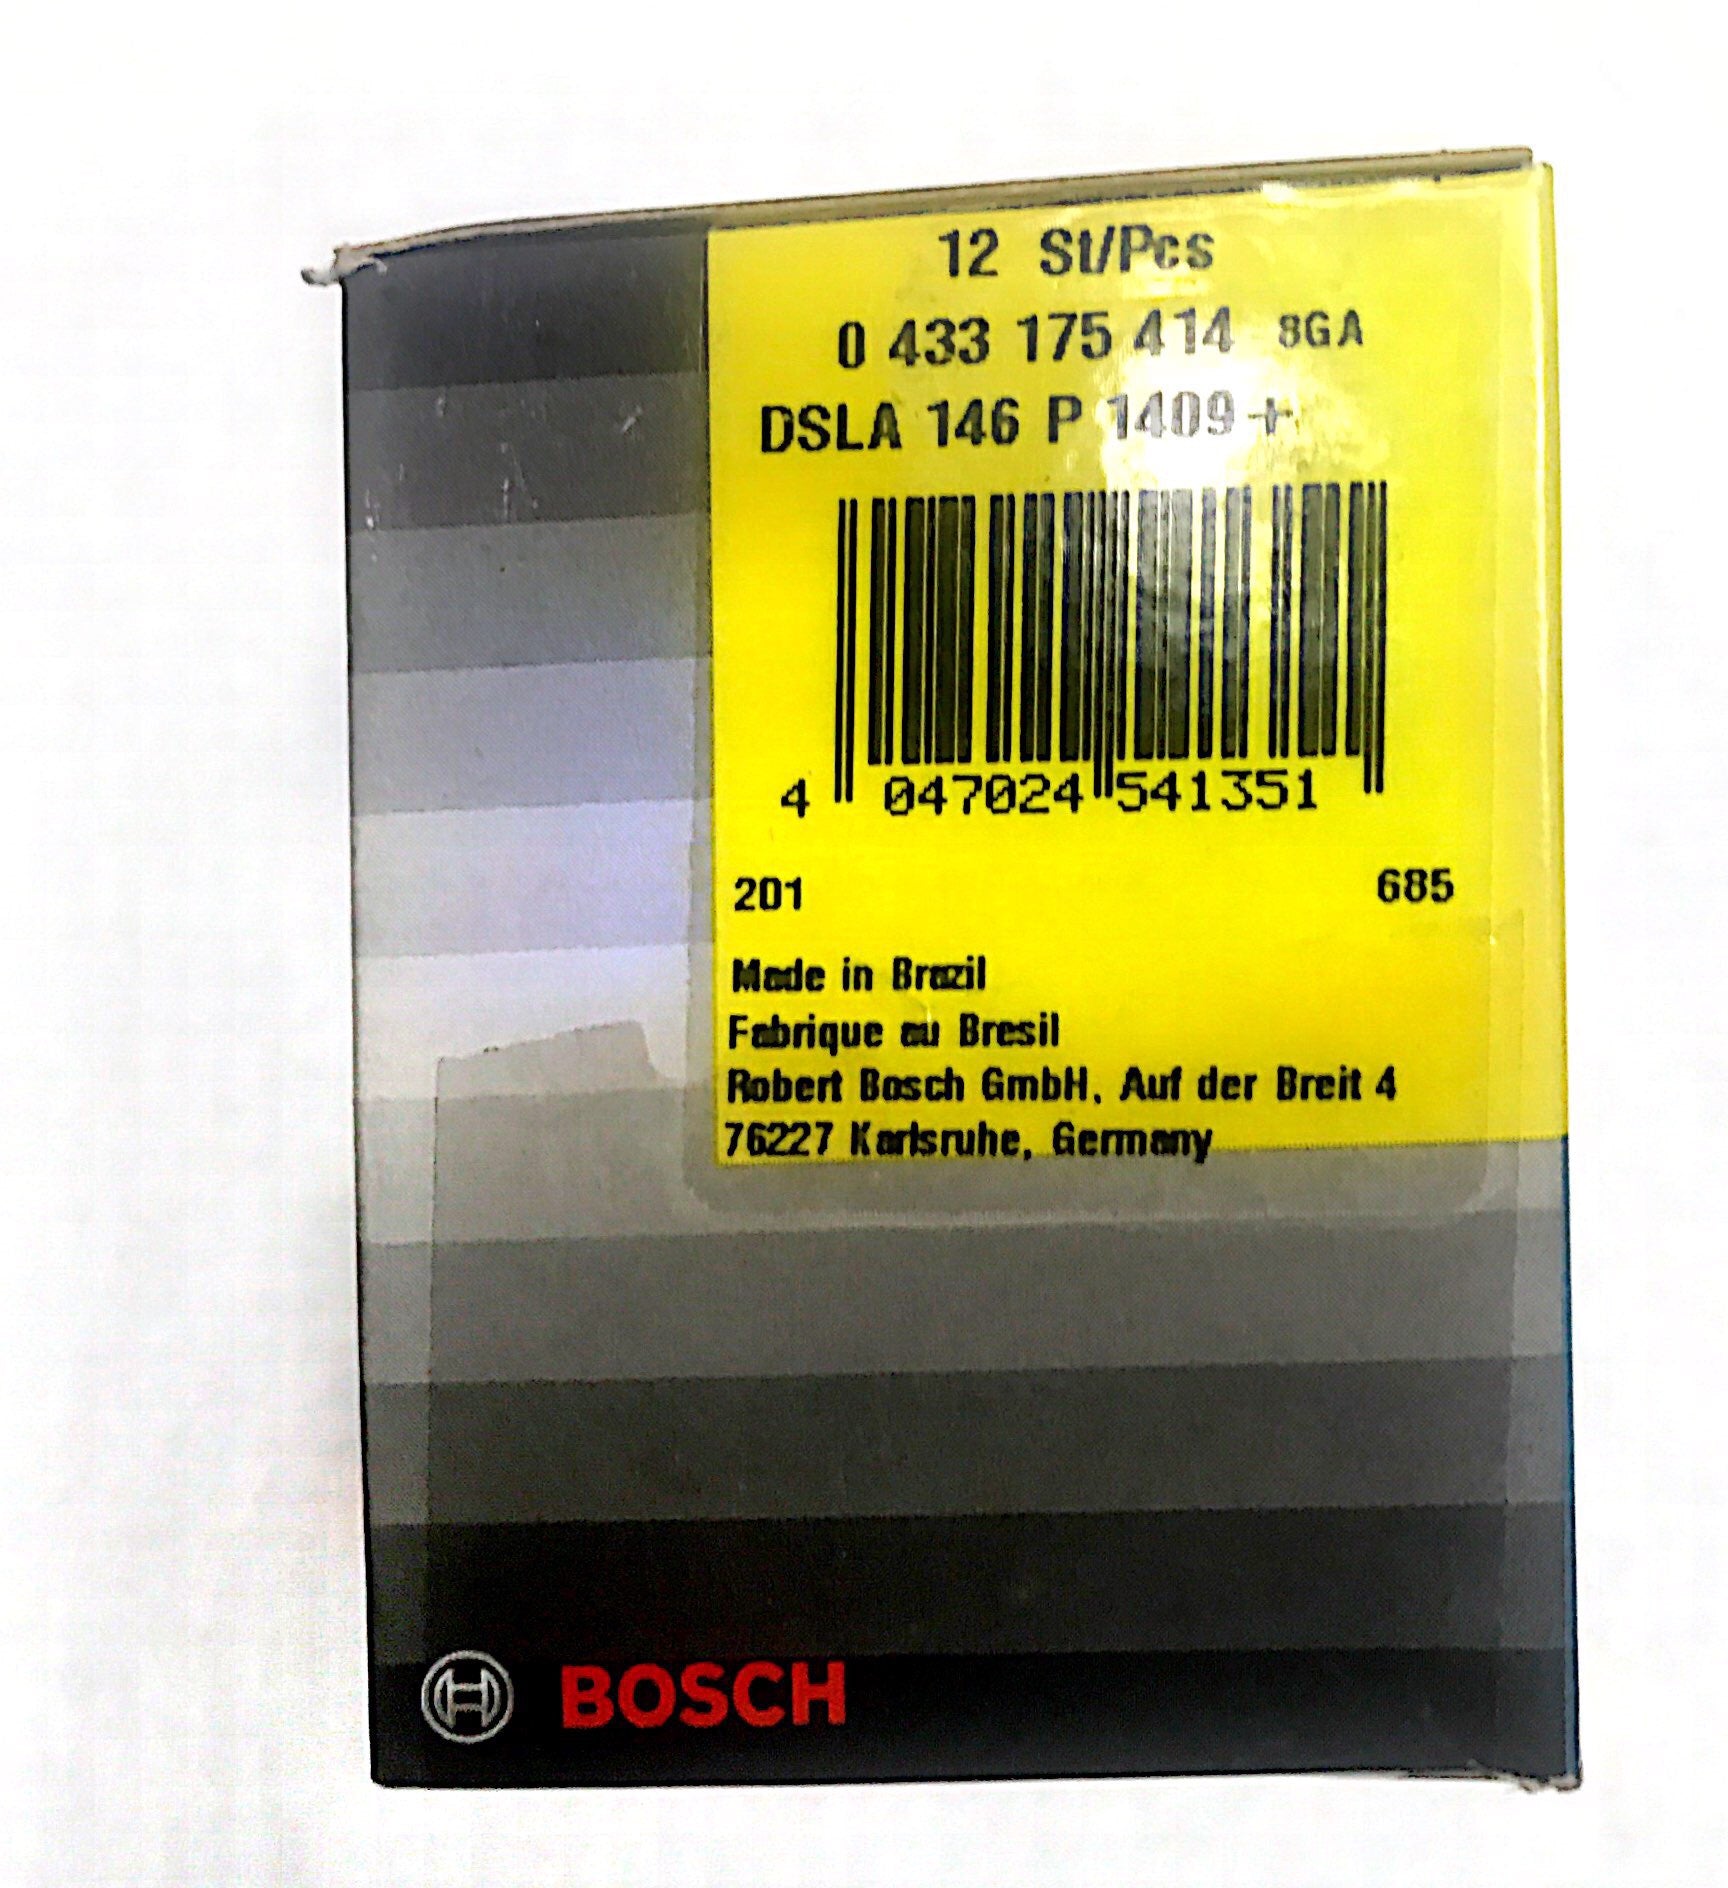 12 St/Pcs
0 433 175 414 8GA
DSLA 146 P 1409+
4 047024 541351
201 685
Made in Brazil
Fabrique au Bresil
Robert Bosch GmbH, Auf der Breit 4
76227 Karlsruhe, Germany
BOSCH